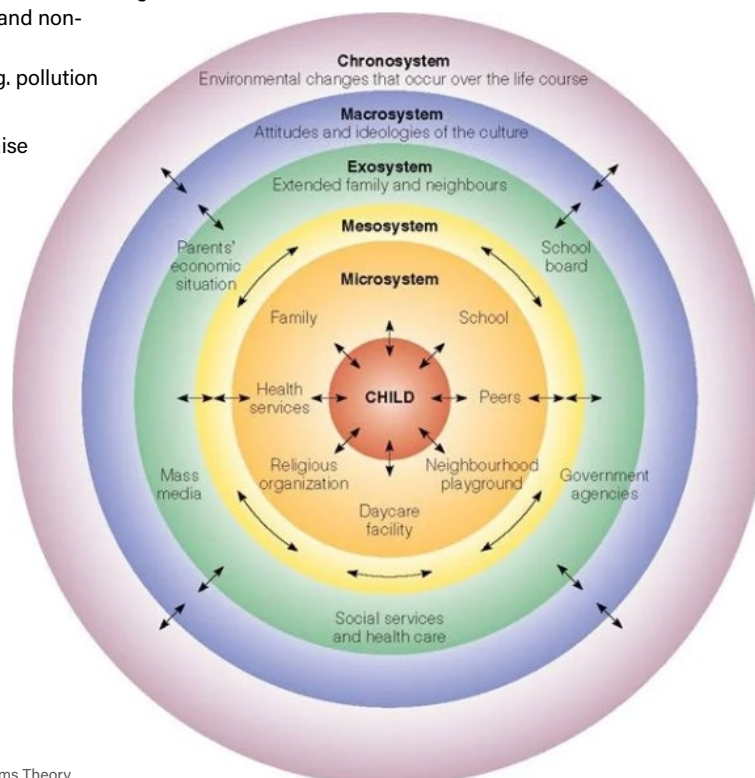 and non-
g. pollution
ise
Chronosystem
Environmental changes that occur over the life course
Macrosystem
Attitudes and ideologies of the culture
Exosystem
Extended family and neighbours
Mesosystem
Parents'
economic
situation
School
board
Microsystem
Family
School
Health
services
CHILD
Peers
Religious
organization
Neighbourhood
playground
Mass
media
Government
agencies
Daycare
facility
Social services
and health care
ms Theory